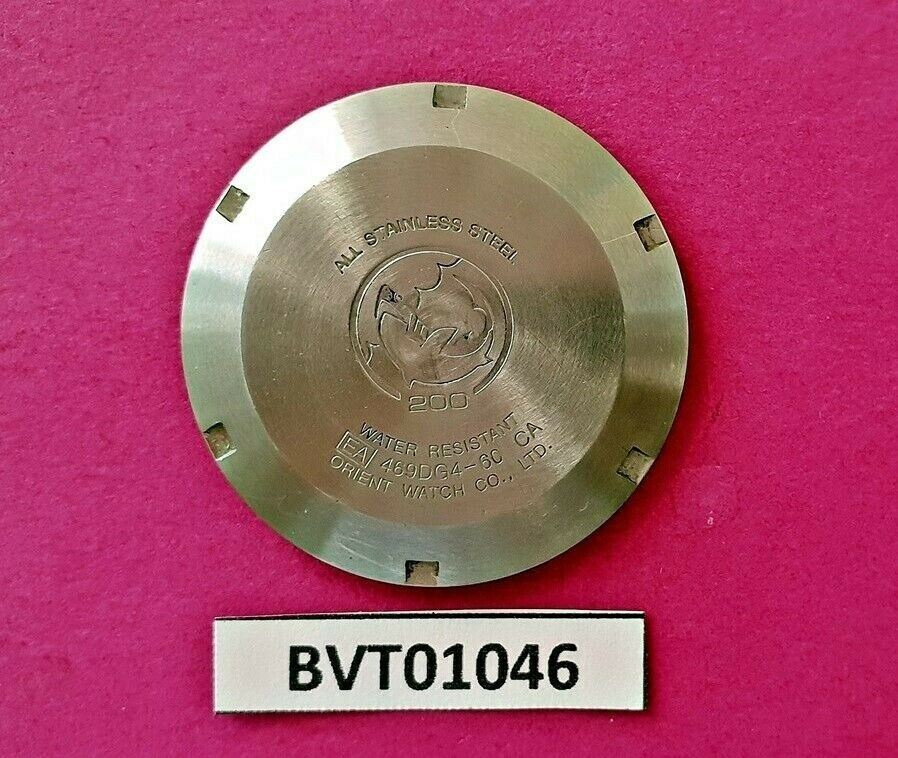 ALL STAINLESS STEEL
200
WATER RESISTANT
EA 469DG4-60 CA
ORIENT WATCH CO., LTD.
BVT01046